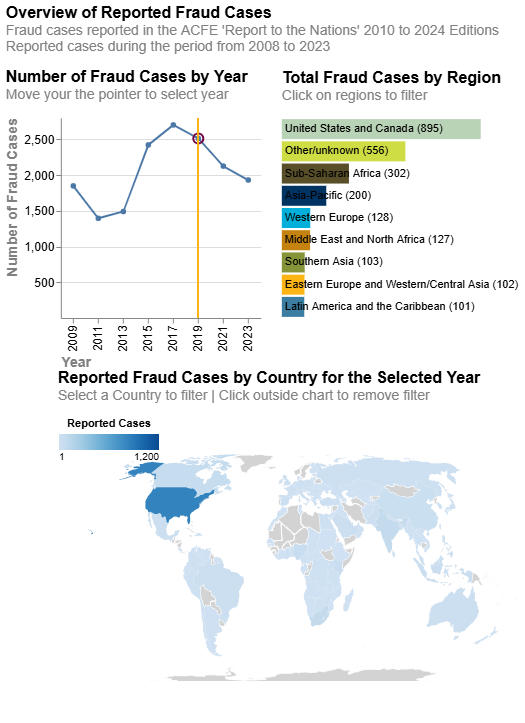 Overview of Reported Fraud Cases
Fraud cases reported in the ACFE 'Report to the Nations' 2010 to 2024 Editions
Reported cases during the period from 2008 to 2023
Number of Fraud Cases by Year
Move your the pointer to select year
Number of Fraud Cases
2,500
2,000
1,500
1,000
500
2009
2011
2013
2015
2017
2019
2021
2023
Year
Total Fraud Cases by Region
Click on regions to filter
United States and Canada (895)
Other/unknown (556)
Sub-Saharan Africa (302)
Asia-Pacific (200)
Western Europe (128)
Middle East and North Africa (127)
Southern Asia (103)
Eastern Europe and Western/Central Asia (102)
Latin America and the Caribbean (101)
Reported Fraud Cases by Country for the Selected Year
Select a Country to filter | Click outside chart to remove filter
Reported Cases
1 1,200